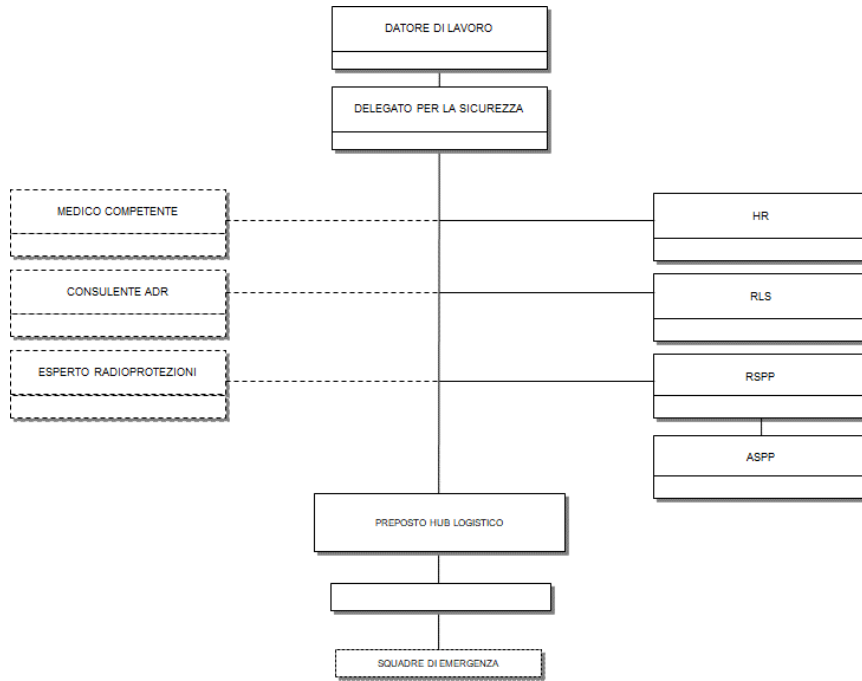 DATORE DI LAVORO
DELEGATO PER LA SICUREZZA
MEDICO COMPETENTE
HR
CONSULENTE ADR
RLS
ESPERTO RADIOPROTEZIONI
RSPP
ASPP
PREPOSTO HUB LOGISTICO
SQUADRE DI EMERGENZA